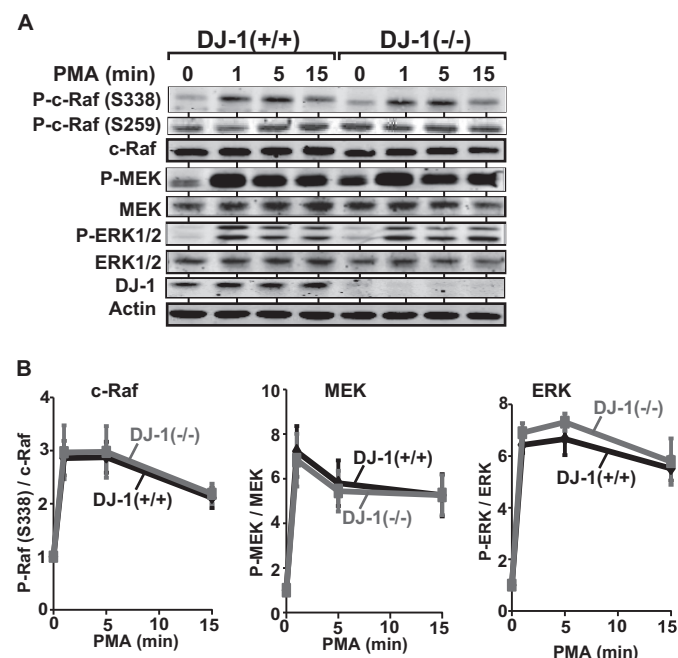 A
DJ-1(+/+) DJ-1(-/-)
PMA (min) 0 1 5 15 0 1 5 15
P-c-Raf (S338)
P-c-Raf (S259)
c-Raf
P-MEK
MEK
P-ERK1/2
ERK1/2
DJ-1
Actin
B
c-Raf
P-Raf (S338) / c-Raf
4
3
2
1
0
DJ-1(-/-)
DJ-1(+/+)
0 5 10 15
PMA (min)
MEK
P-MEK / MEK
10
8
6
4
2
0
DJ-1(+/+)
DJ-1(-/-)
0 5 10 15
PMA (min)
ERK
P-ERK / ERK
8
6
4
2
0
DJ-1(-/-)
DJ-1(+/+)
0 5 10 15
PMA (min)